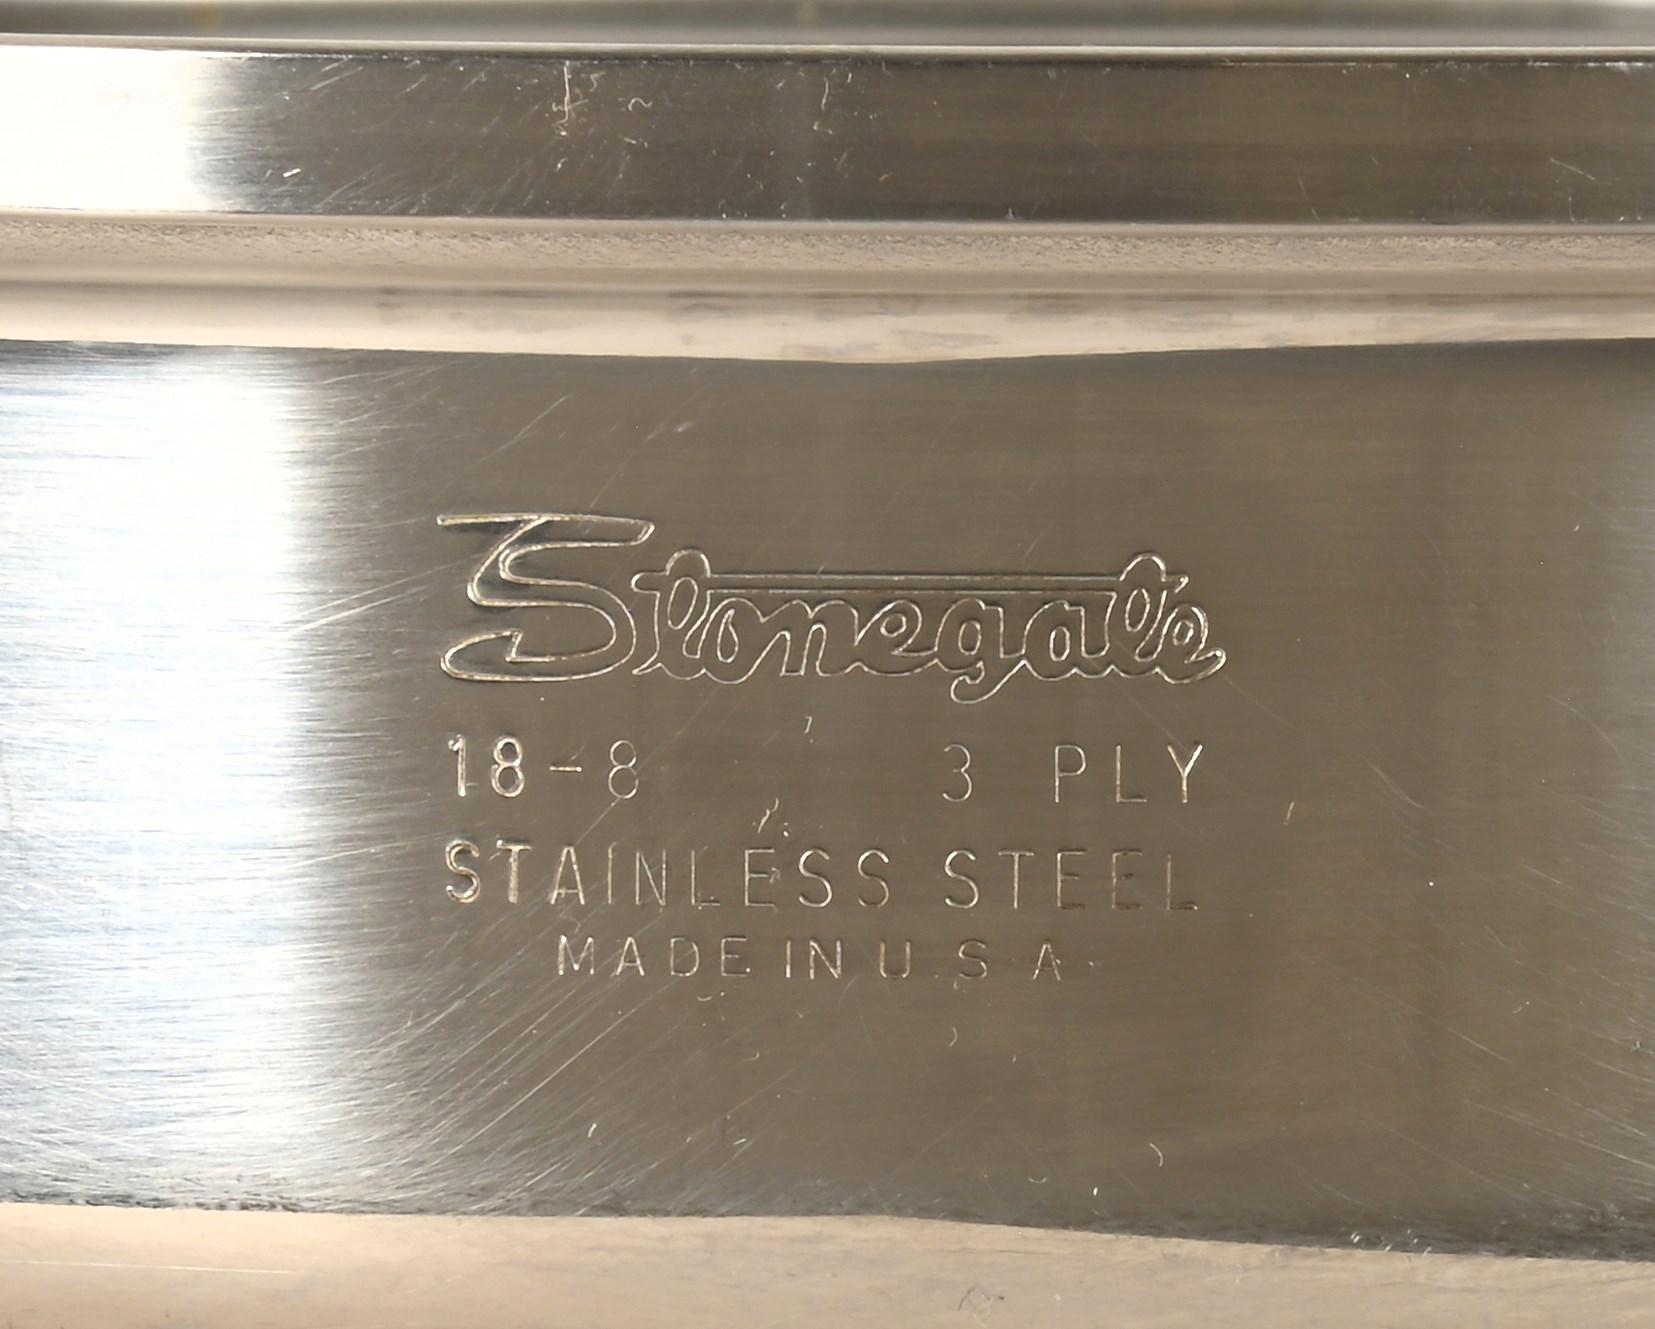 Stonegate
18-8 3 PLY
STAINLESS STEEL
MADE IN U.S.A.